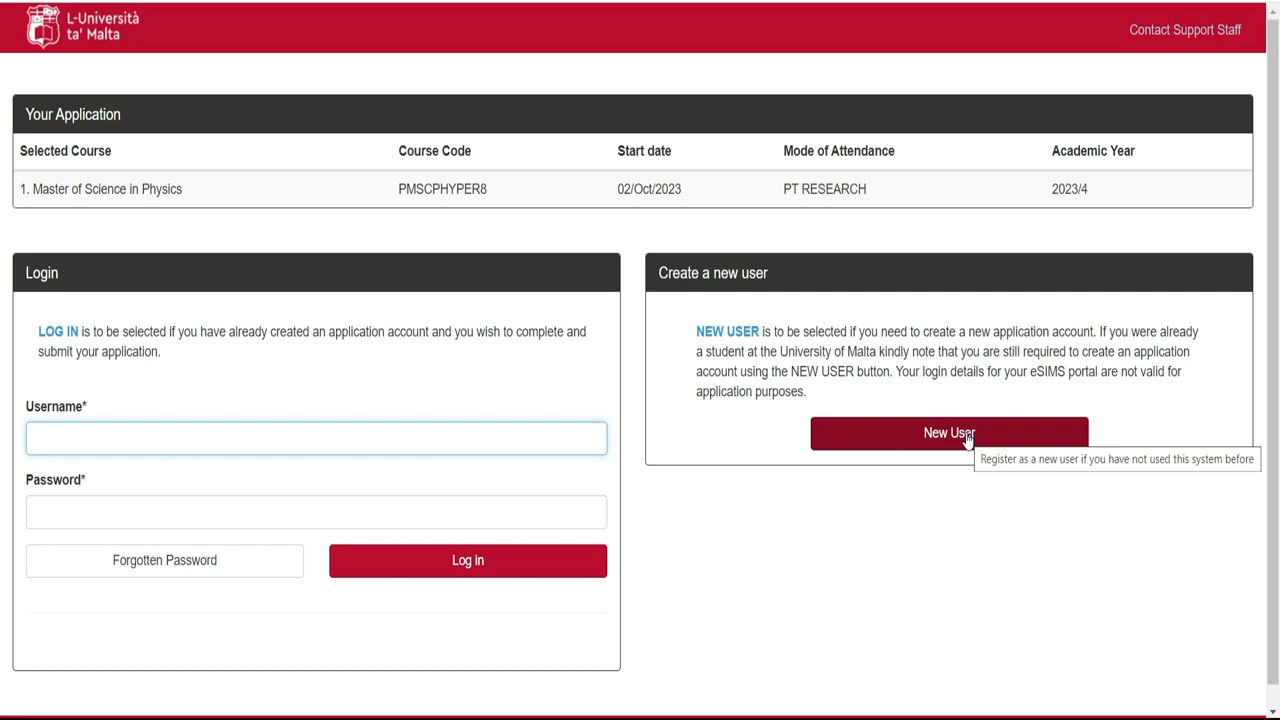 L-Università
ta' Malta
Contact Support Staff
Your Application
Selected Course Course Code Start date Mode of Attendance Academic Year
1. Master of Science in Physics PMSCPHYPER8 02/Oct/2023 PT RESEARCH 2023/4
Login
LOG IN is to be selected if you have already created an application account and you wish to complete and
submit your application.
Username*
Password*
Forgotten Password
Log in
Create a new user
NEW USER is to be selected if you need to create a new application account. If you were already
a student at the University of Malta kindly note that you are still required to create an application
account using the NEW USER button. Your login details for your eSIMS portal are not valid for
application purposes.
New User
Register as a new user if you have not used this system before